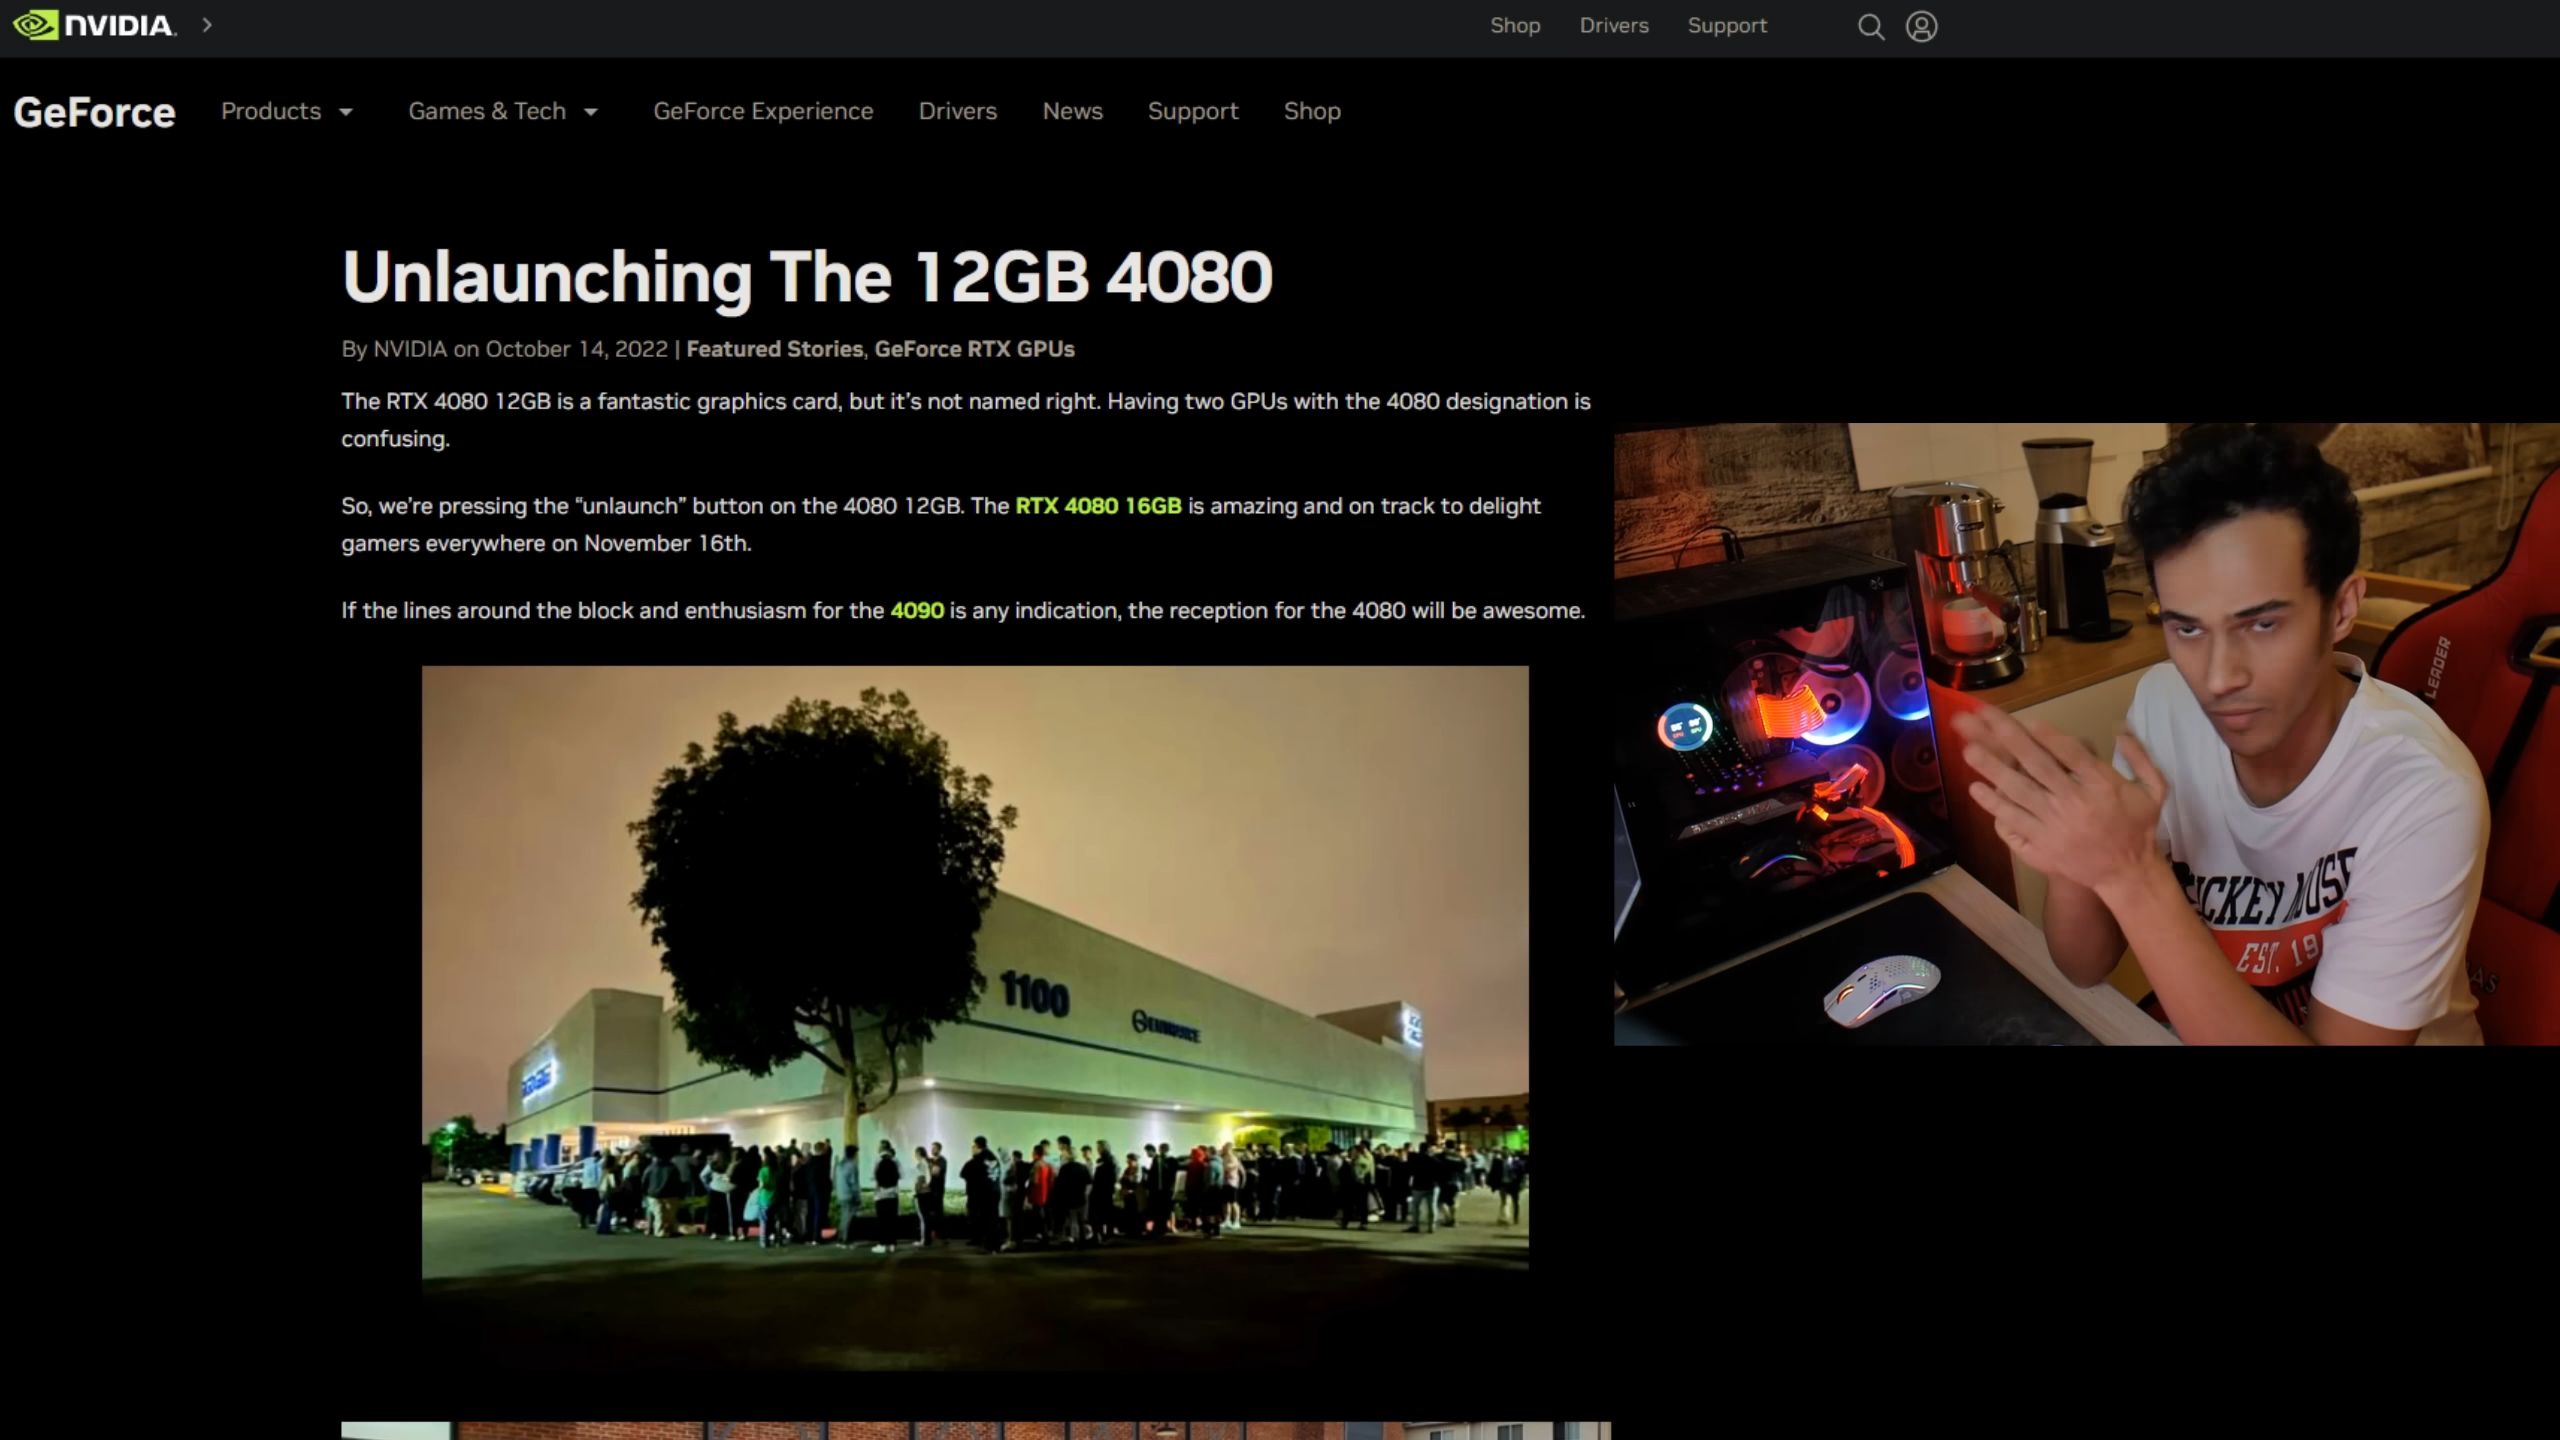 NVIDIA.
Shop Drivers Support
GeForce Products Games & Tech GeForce Experience Drivers News Support Shop
Unlaunching The 12GB 4080
By NVIDIA on October 14, 2022 | Featured Stories, GeForce RTX GPUs
The RTX 4080 12GB is a fantastic graphics card, but it's not named right. Having two GPUs with the 4080 designation is
confusing.
So, we're pressing the “unlaunch” button on the 4080 12GB. The RTX 4080 16GB is amazing and on track to delight
gamers everywhere on November 16th.
If the lines around the block and enthusiasm for the 4090 is any indication, the reception for the 4080 will be awesome.
1100
LEADER
EST. 19